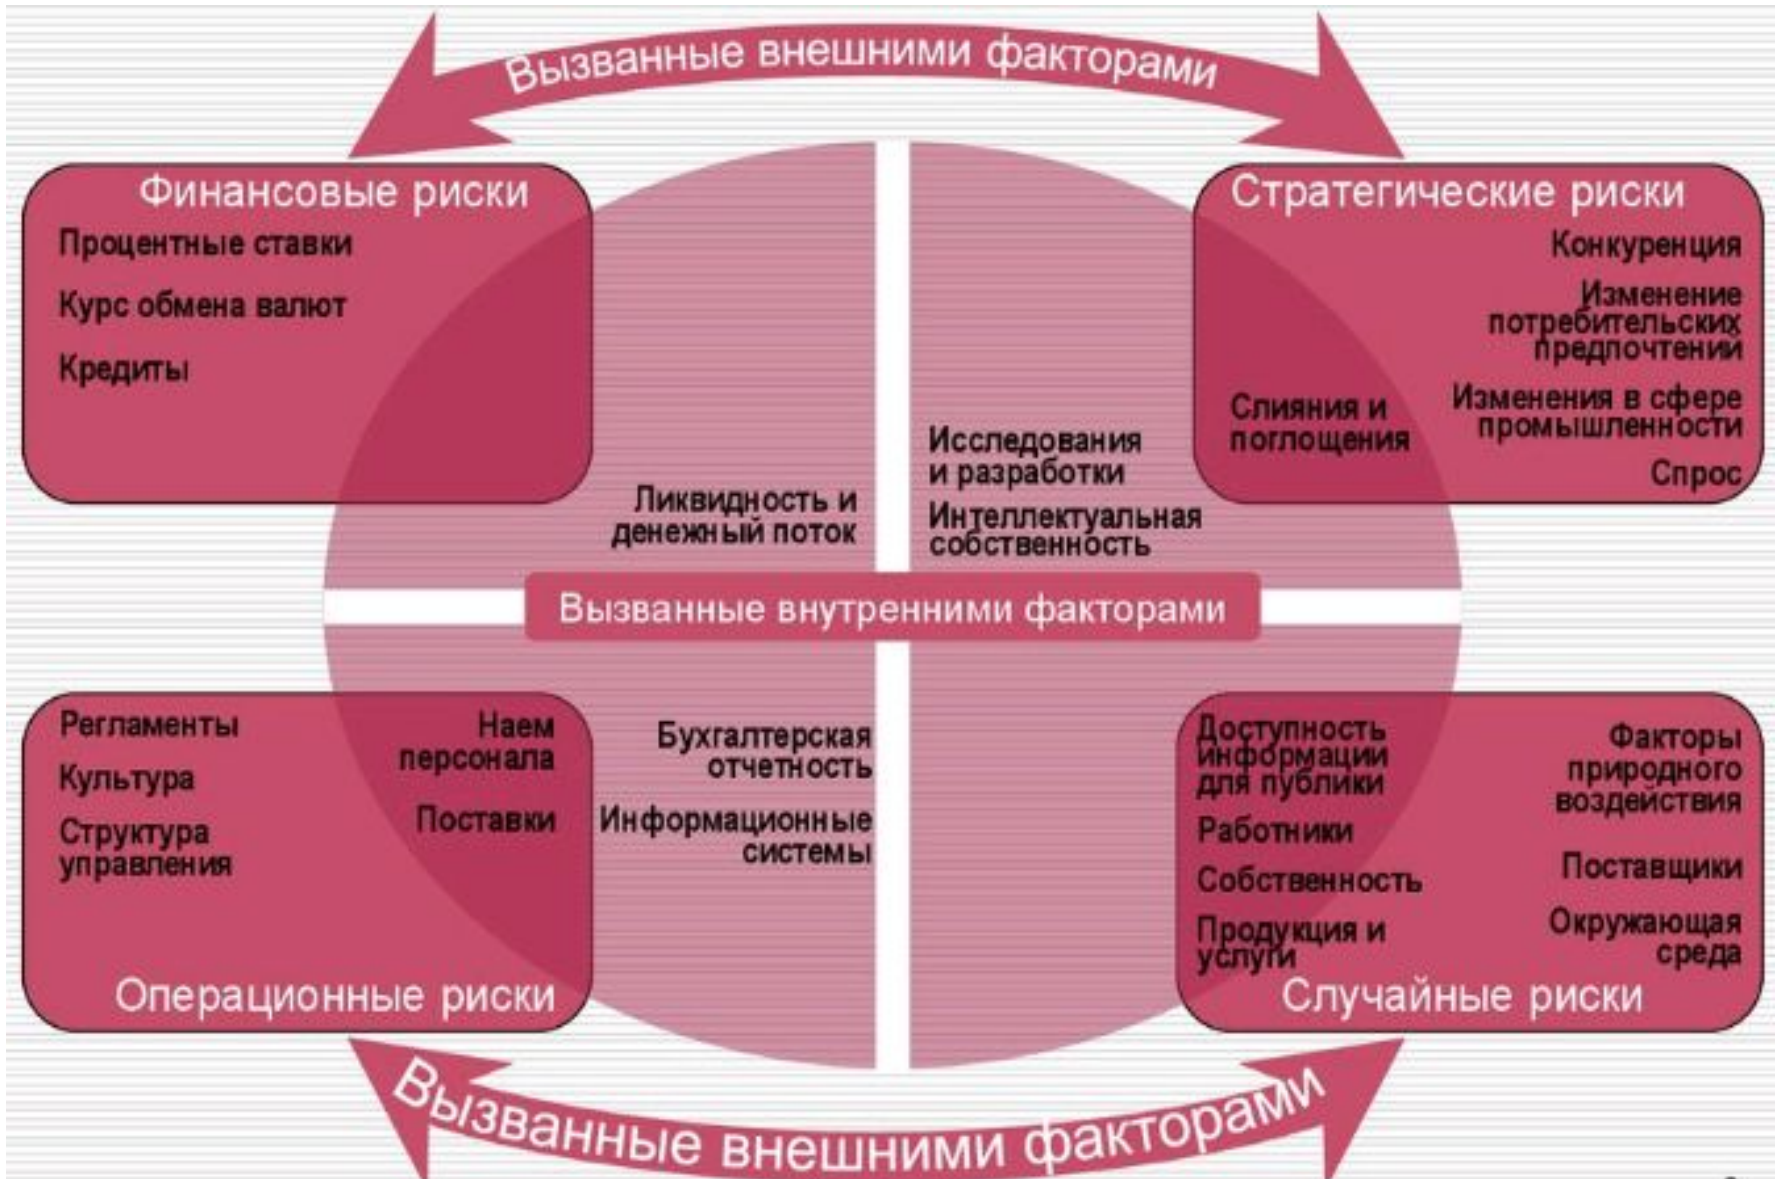 Вызванные внешними факторами
Финансовые риски
Процентные ставки
Курс обмена валют
Кредиты
Ликвидность и
денежный поток
Стратегические риски
Конкуренция
Изменение
потребительских
предпочтений
Изменения в сфере
промышленности
Спрос
Слияния и
поглощения
Исследования
и разработки
Интеллектуальная
собственность
Вызванные внутренними факторами
Регламенты
Культура
Структура
управления
Наем
персонала
Поставки
Бухгалтерская
отчетность
Информационные
системы
Операционные риски
Доступность
информации
для публики
Работники
Собственность
Продукция и
услуги
Факторы
природного
воздействия
Поставщики
Окружающая
среда
Случайные риски
Вызванные внешними факторами